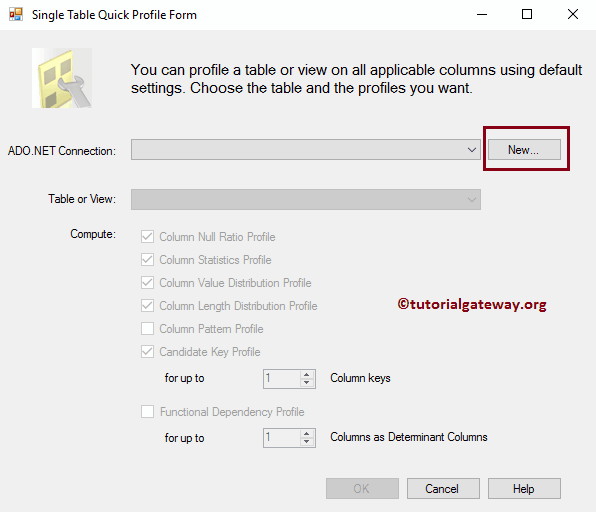 Single Table Quick Profile Form
You can profile a table or view on all applicable columns using default
settings. Choose the table and the profiles you want.
ADO.NET Connection:
New...
Table or View:
Compute:
Column Null Ratio Profile
Column Statistics Profile
Column Value Distribution Profile
Column Length Distribution Profile
©tutorialgateway.org
Column Pattern Profile
Candidate Key Profile
for up to 1 Column keys
Functional Dependency Profile
for up to 1 Columns as Determinant Columns
OK Cancel Help